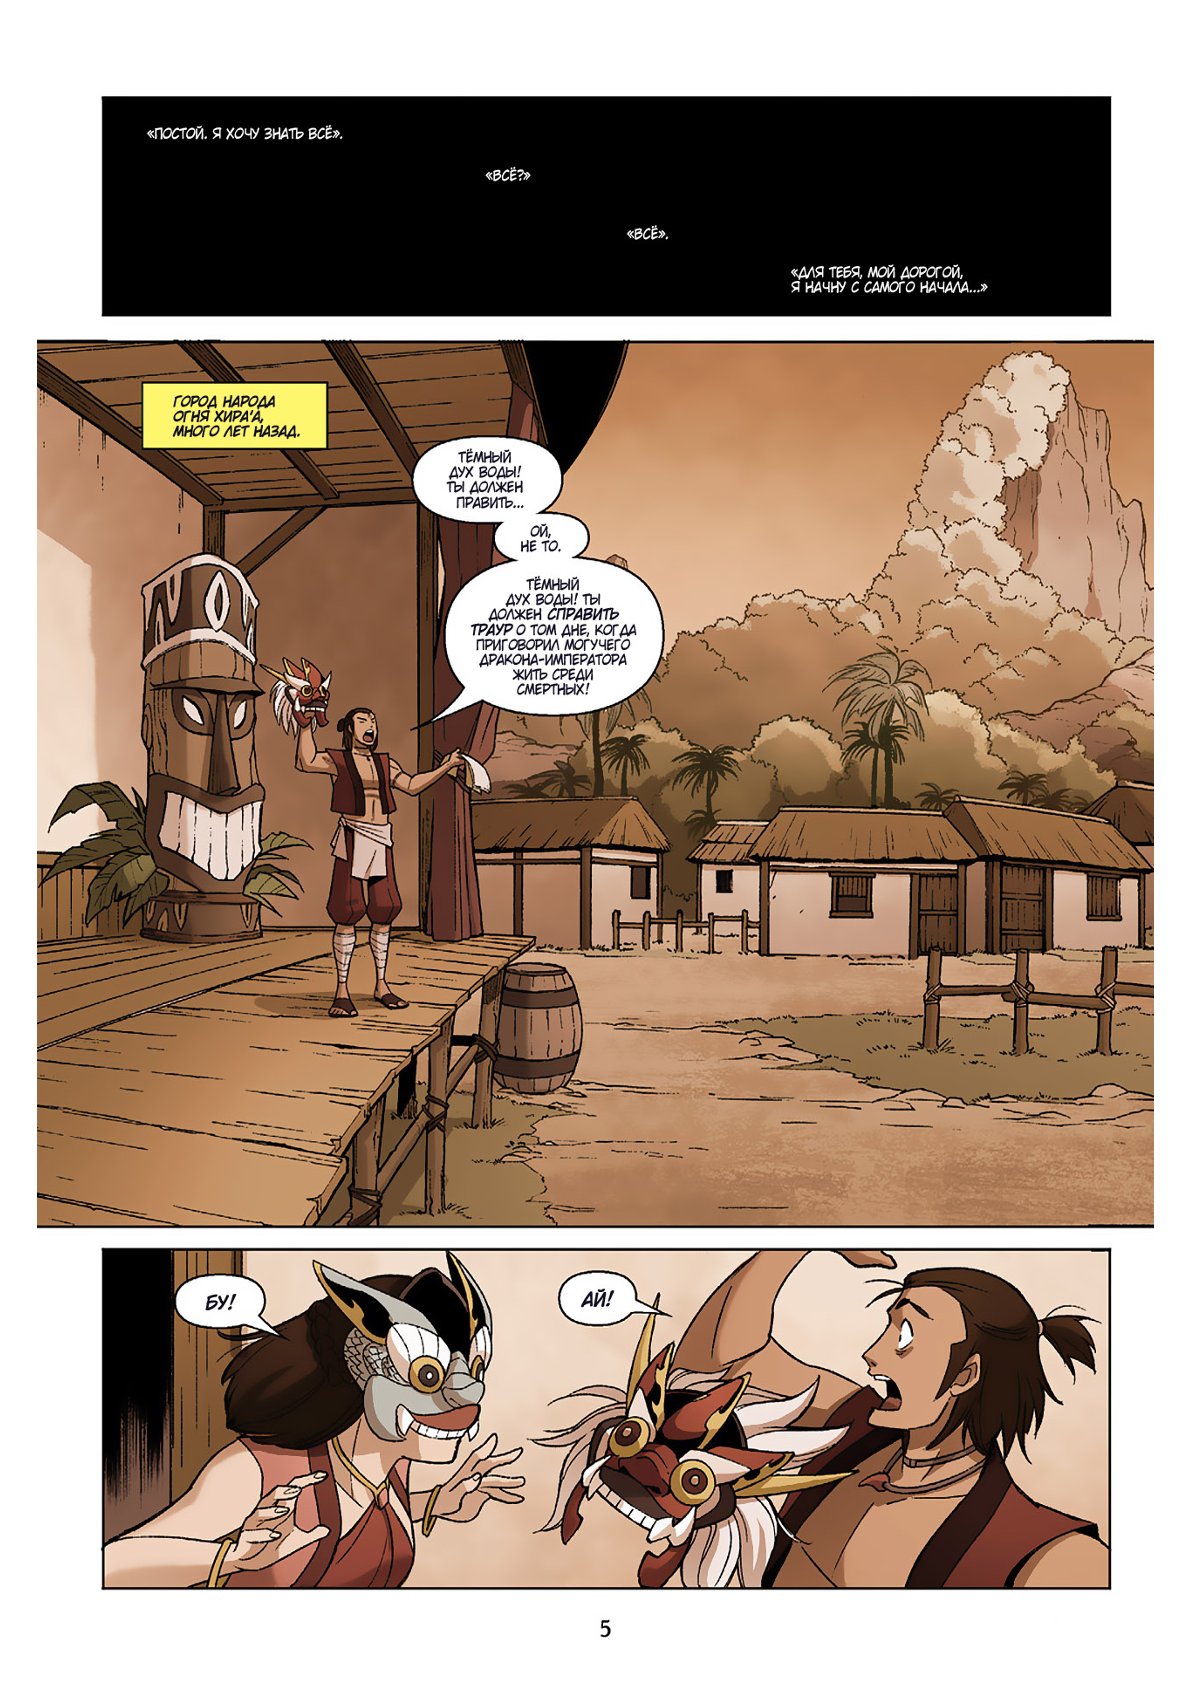 «ПОСТОЙ. Я ХОЧУ ЗНАТЬ ВСЁ».
«ВСЁ?»
«ВСЁ».
«ДЛЯ ТЕБЯ, МОЙ ДОРОГОЙ,
Я НАЧНУ С САМОГО НАЧАЛА...»
ГОРОД НАРОДА
ОГНЯ ХИРА'А,
МНОГО ЛЕТ НАЗАД.
ТЁМНЫЙ
ДУХ ВОДЫ!
ТЫ ДОЛЖЕН
ПРАВИТЬ...
ОЙ,
НЕ ТО.
ТЁМНЫЙ
ДУХ ВОДЫ! ТЫ
ДОЛЖЕН СПРАВИТЬ
ТРАУР О ТОМ ДНЕ, КОГДА
ПРИГОВОРИЛ МОГУЧЕГО
ДРАКОНА-ИМПЕРАТОРА
ЖИТЬ СРЕДИ
СМЕРТНЫХ!
БУ!
АЙ!
5